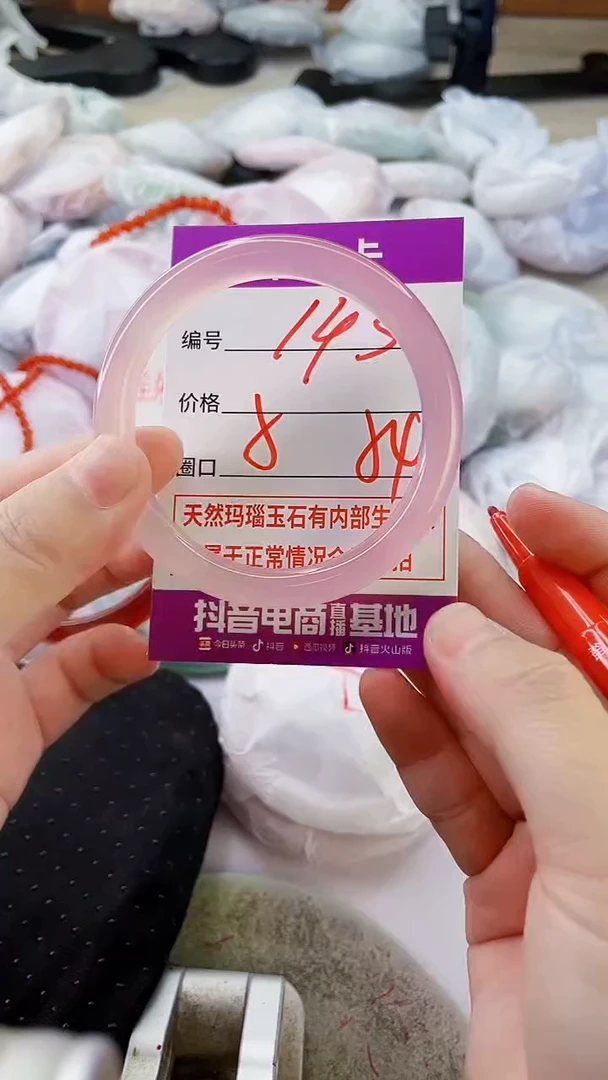 卡
编号 143
价格
圈口 8 84
天然玛瑙玉石有内部生
属于正常情况
抖音电商直播基地
今日头条 抖音 西瓜视频 抖音火山版